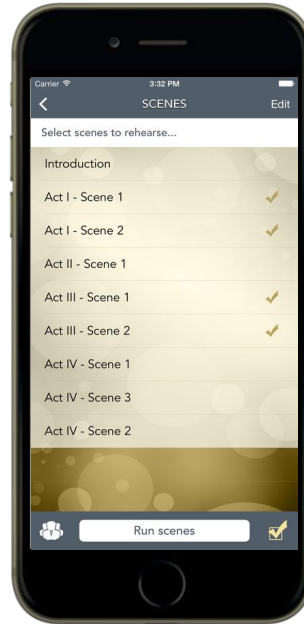 Carrier 3:32 PM
SCENES Edit
Select scenes to rehearse...
Introduction
Act I - Scene 1
Act I - Scene 2
Act II - Scene 1
Act III - Scene 1
Act III - Scene 2
Act IV - Scene 1
Act IV - Scene 3
Act IV - Scene 2
Run scenes